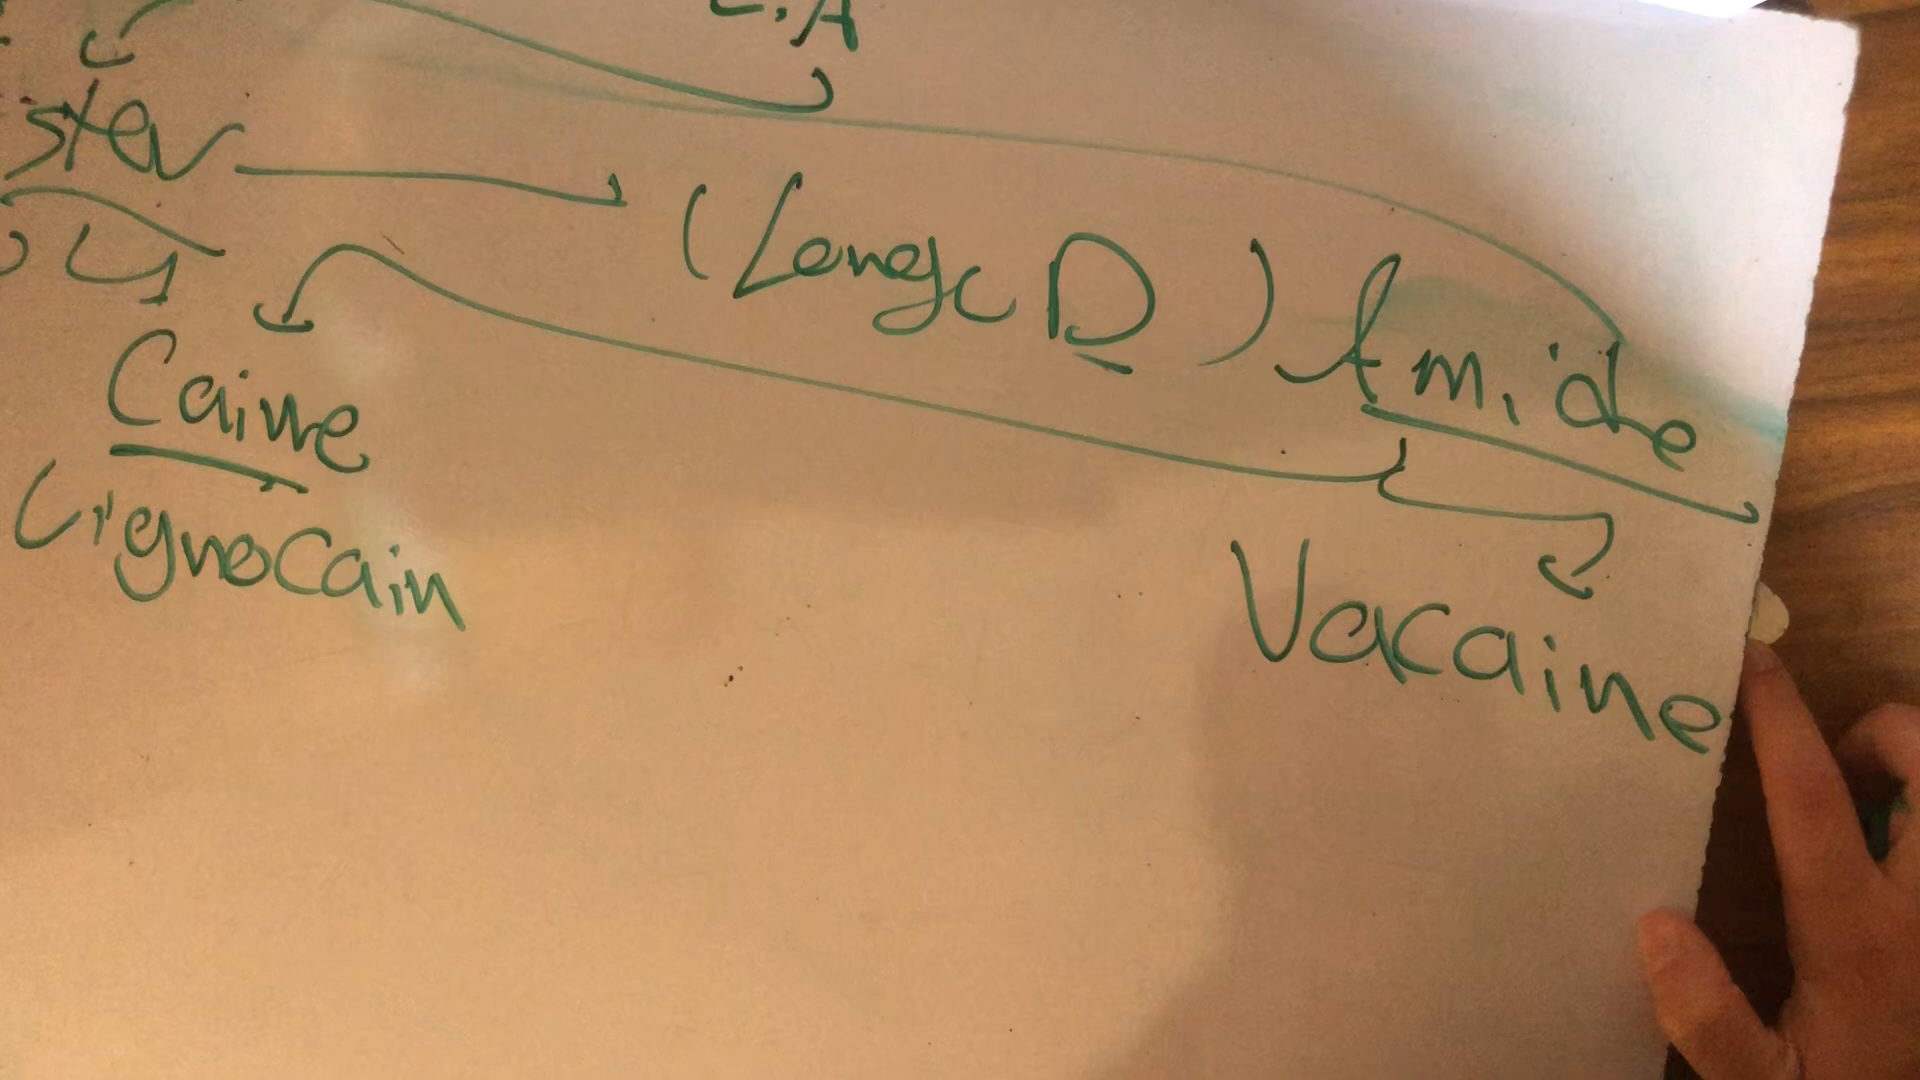 L.A
ster
(Long c D) Amide
Caine
Lignocain
Vacaine